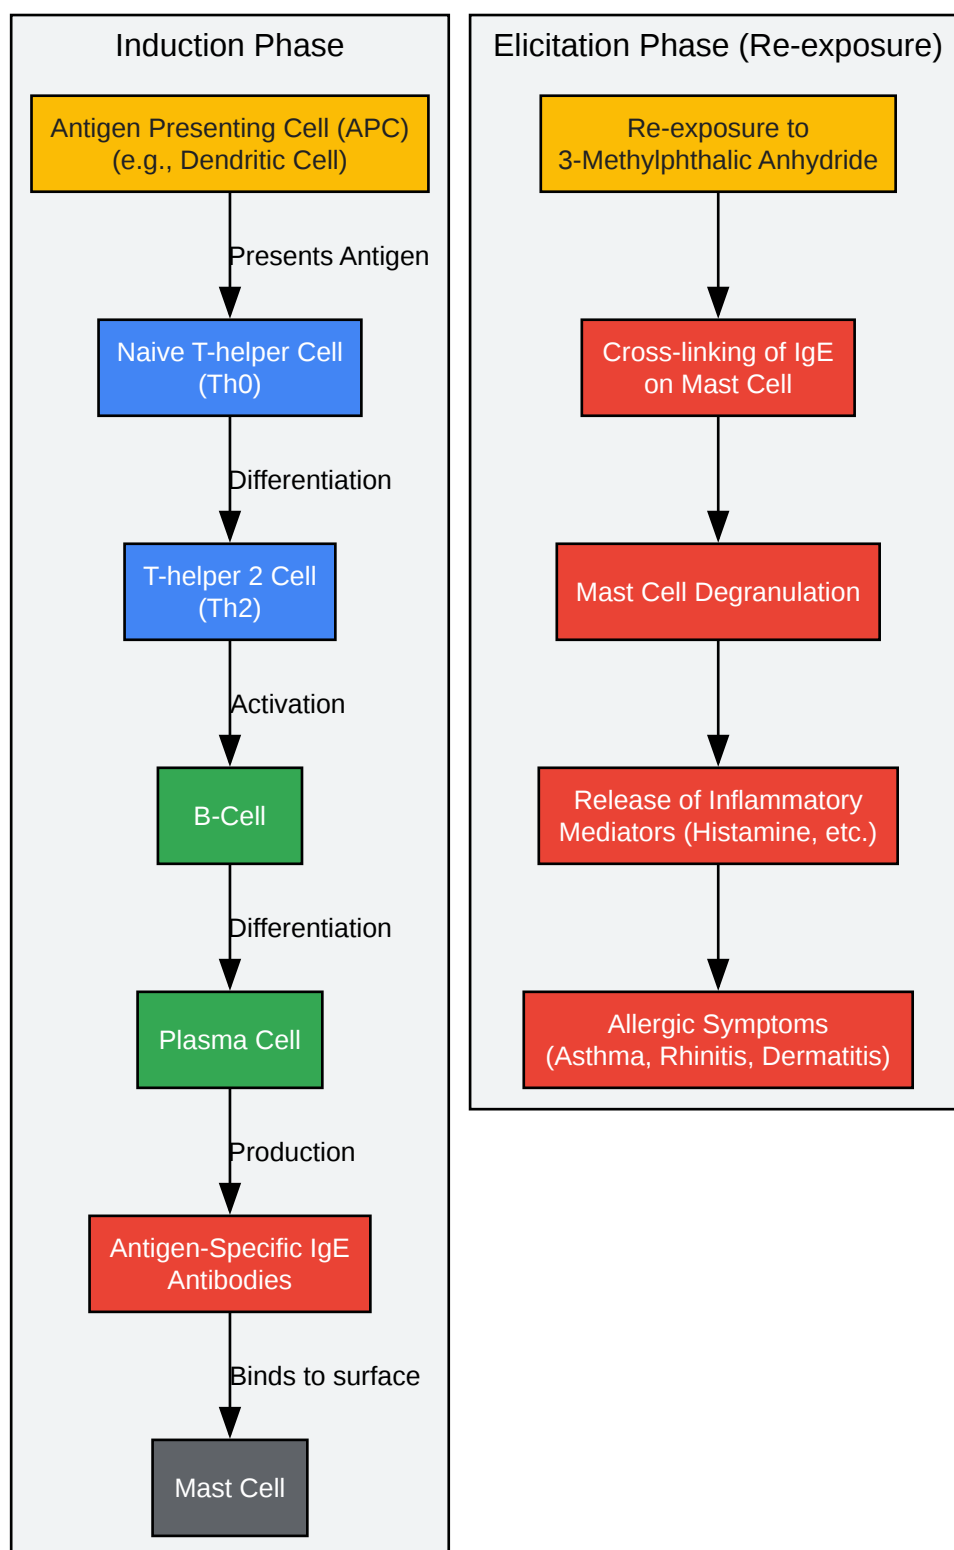 Induction Phase
Antigen Presenting Cell (APC)
(e.g., Dendritic Cell)
Presents Antigen
Naive T-helper Cell
(Th0)
Differentiation
T-helper 2 Cell
(Th2)
Activation
B-Cell
Differentiation
Plasma Cell
Production
Antigen-Specific IgE
Antibodies
Binds to surface
Mast Cell
Elicitation Phase (Re-exposure)
Re-exposure to
3-Methylphthalic Anhydride
Cross-linking of IgE
on Mast Cell
Mast Cell Degranulation
Release of Inflammatory
Mediators (Histamine, etc.)
Allergic Symptoms
(Asthma, Rhinitis, Dermatitis)